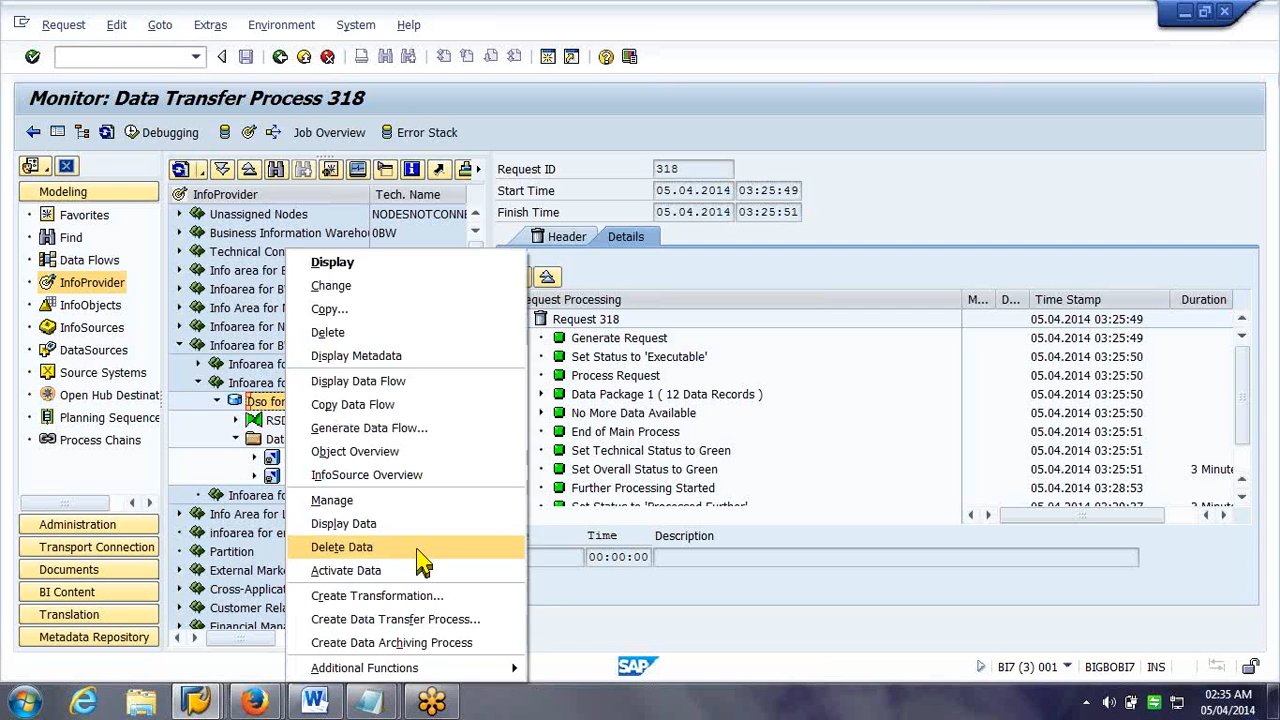 Request Edit Goto Extras Environment System Help
Monitor: Data Transfer Process 318
Debugging Job Overview Error Stack
Modeling
Favorites
Find
Data Flows
InfoProvider
InfoObjects
InfoSources
DataSources
Source Systems
Open Hub Destinat
Planning Sequence
Process Chains
Administration
Transport Connection
Documents
BI Content
Translation
Metadata Repository
InfoProvider Tech. Name
Unassigned Nodes NODESNOTCONNE
Business Information Wareho 0BW
Technical Con
Info area for B
Infoarea for B
Info Area for N
Infoarea for N
Infoarea for B
Infoarea fo
Infoarea for
Dso for
RSD
Dat
Infoarea fo
Info Area for L
infoarea for en
Partition
External Marke
Cross-Applicat
Customer Rela
Financial Mana
Display
Change
Copy...
Delete
Display Metadata
Display Data Flow
Copy Data Flow
Generate Data Flow...
Object Overview
InfoSource Overview
Manage
Display Data
Delete Data
Activate Data
Create Transformation...
Create Data Transfer Process...
Create Data Archiving Process
Additional Functions
Request ID 318
Start Time 05.04.2014 03:25:49
Finish Time 05.04.2014 03:25:51
Header Details
equest Processing M... D... Time Stamp Duration
Request 318 05.04.2014 03:25:49
Generate Request 05.04.2014 03:25:49
Set Status to 'Executable' 05.04.2014 03:25:50
Process Request 05.04.2014 03:25:50
Data Package 1 ( 12 Data Records ) 05.04.2014 03:25:50
No More Data Available 05.04.2014 03:25:50
End of Main Process 05.04.2014 03:25:51
Set Technical Status to Green 05.04.2014 03:25:51
Set Overall Status to Green 05.04.2014 03:25:51 3 Minute
Further Processing Started 05.04.2014 03:28:53
Set Status to 'Processed Further'
Time Description
00:00:00
SAP BI7 (3) 001 BIGBOBI7 INS
02:35 AM
05/04/2014